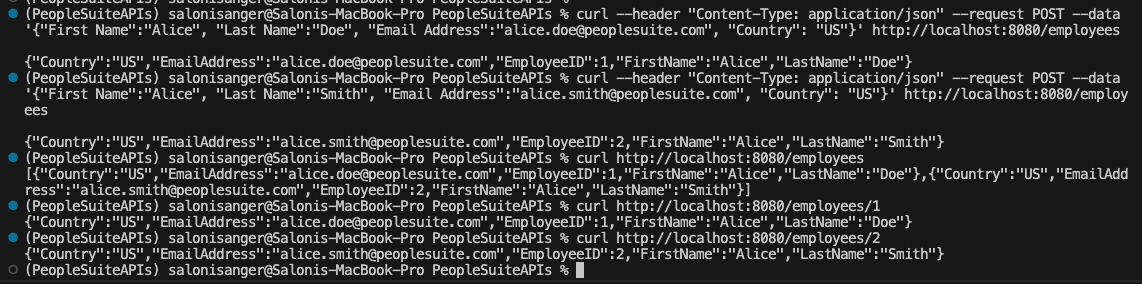 (PeopleSuiteAPIs) salonisanger@Salonis-MacBook-Pro PeopleSuiteAPIs %
(PeopleSuiteAPIs) salonisanger@Salonis-MacBook-Pro PeopleSuiteAPIs % curl --header "Content-Type: application/json" --request POST --data
'{"First Name":"Alice", "Last Name":"Doe", "Email Address":"alice.doe@peoplesuite.com", "Country": "US"}' http://localhost:8080/employees
{"Country":"US","EmailAddress":"alice.doe@peoplesuite.com","EmployeeID":1,"FirstName":"Alice","LastName":"Doe"}
(PeopleSuiteAPIs) salonisanger@Salonis-MacBook-Pro PeopleSuiteAPIs % curl --header "Content-Type: application/json" --request POST --data
'{"First Name":"Alice", "Last Name":"Smith", "Email Address":"alice.smith@peoplesuite.com", "Country": "US"}' http://localhost:8080/employ
ees
{"Country":"US","EmailAddress":"alice.smith@peoplesuite.com","EmployeeID":2,"FirstName":"Alice","LastName":"Smith"}
(PeopleSuiteAPIs) salonisanger@Salonis-MacBook-Pro PeopleSuiteAPIs % curl http://localhost:8080/employees
[{"Country":"US","EmailAddress":"alice.doe@peoplesuite.com","EmployeeID":1,"FirstName":"Alice","LastName":"Doe"},{"Country":"US","EmailAdd
ress":"alice.smith@peoplesuite.com","EmployeeID":2,"FirstName":"Alice","LastName":"Smith"}]
(PeopleSuiteAPIs) salonisanger@Salonis-MacBook-Pro PeopleSuiteAPIs % curl http://localhost:8080/employees/1
{"Country":"US","EmailAddress":"alice.doe@peoplesuite.com","EmployeeID":1,"FirstName":"Alice","LastName":"Doe"}
(PeopleSuiteAPIs) salonisanger@Salonis-MacBook-Pro PeopleSuiteAPIs % curl http://localhost:8080/employees/2
{"Country":"US","EmailAddress":"alice.smith@peoplesuite.com","EmployeeID":2,"FirstName":"Alice","LastName":"Smith"}
(PeopleSuiteAPIs) salonisanger@Salonis-MacBook-Pro PeopleSuiteAPIs %